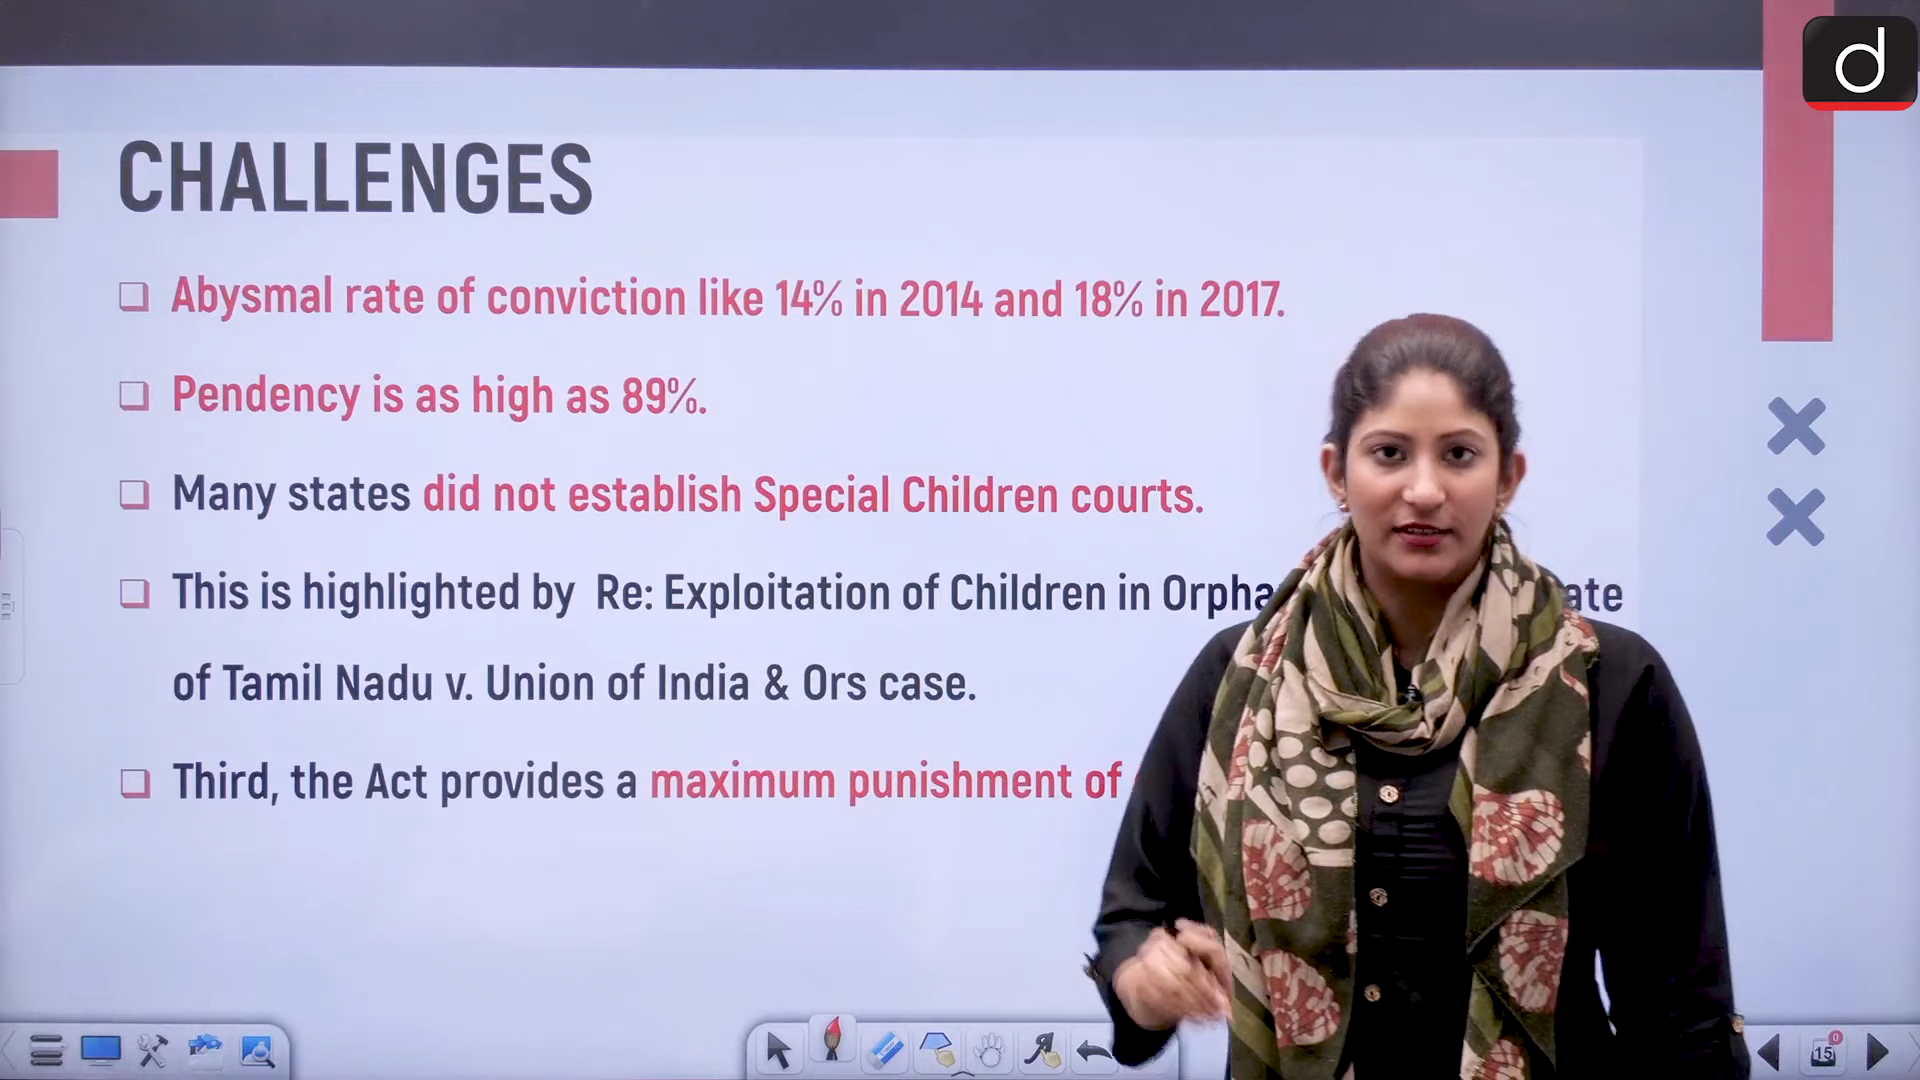 d
CHALLENGES
Abysmal rate of conviction like 14% in 2014 and 18% in 2017.
Pendency is as high as 89%.
Many states did not establish Special Children courts.
This is highlighted by Re: Exploitation of Children in
of Tamil Nadu v. Union of India & Ors case.
Third, the Act provides a maximum punishment of
15
0